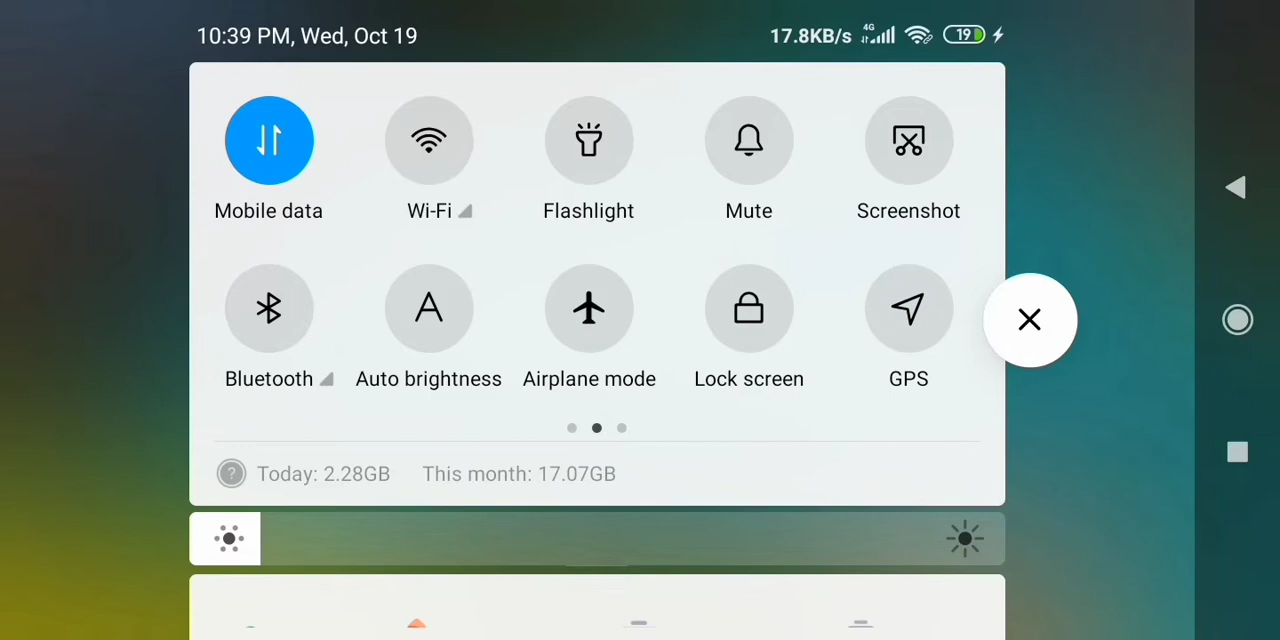 10:39 PM, Wed, Oct 19
17.8KB/s 4G 19
Mobile data Wi-Fi Flashlight Mute Screenshot
Bluetooth Auto brightness Airplane mode Lock screen GPS
? Today: 2.28GB This month: 17.07GB